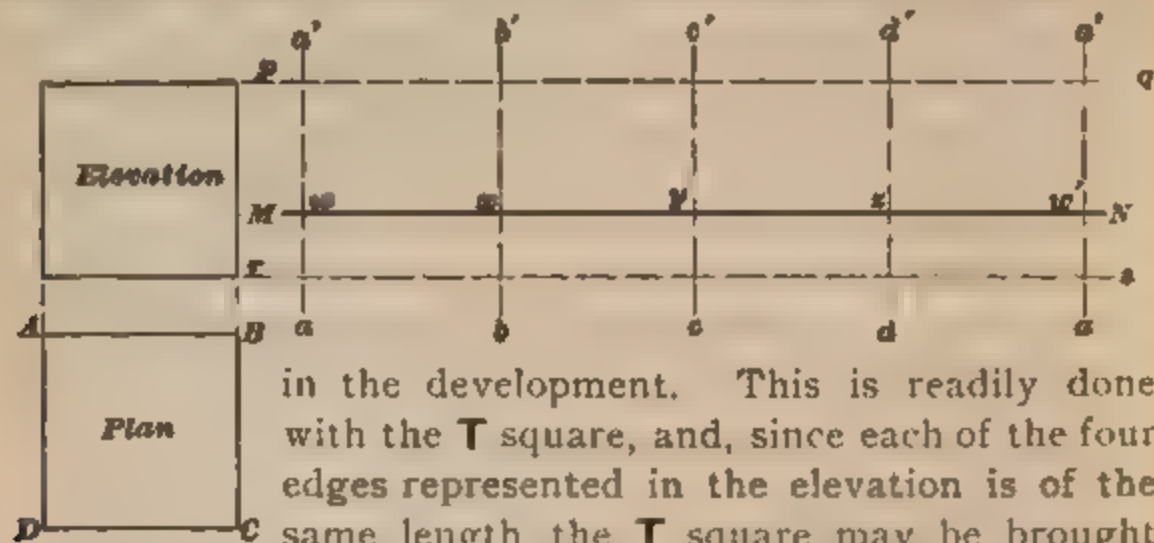 a' b' c' d' a'
p q
Elevation
M w x y z w' N
r s
A B a b c d a
in the development. This is readily done
Plan
with the T square, and, since each of the four
edges represented in the elevation is of the
D C same length the T square may be brought